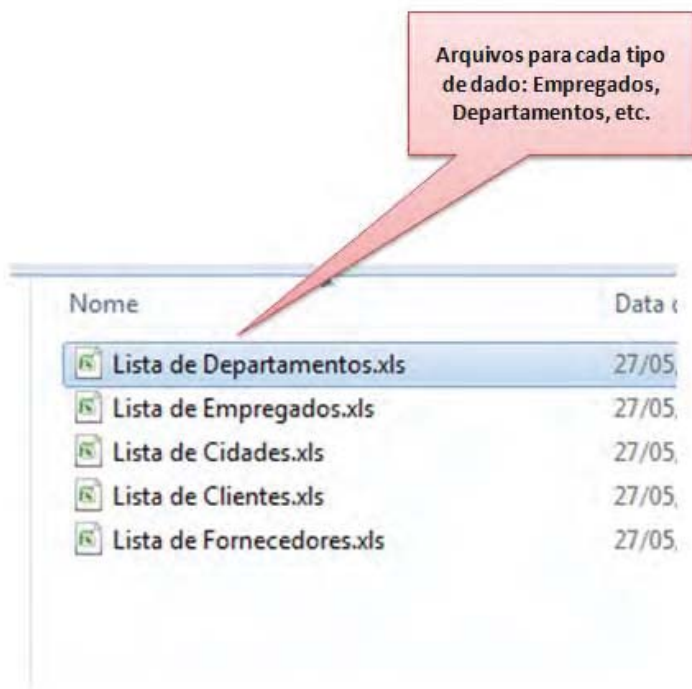 Arquivos para cada tipo
de dado: Empregados,
Departamentos, etc.
Nome Data
Lista de Departamentos.xls 27/05
Lista de Empregados.xls 27/05
Lista de Cidades.xls 27/05
Lista de Clientes.xls 27/05
Lista de Fornecedores.xls 27/05